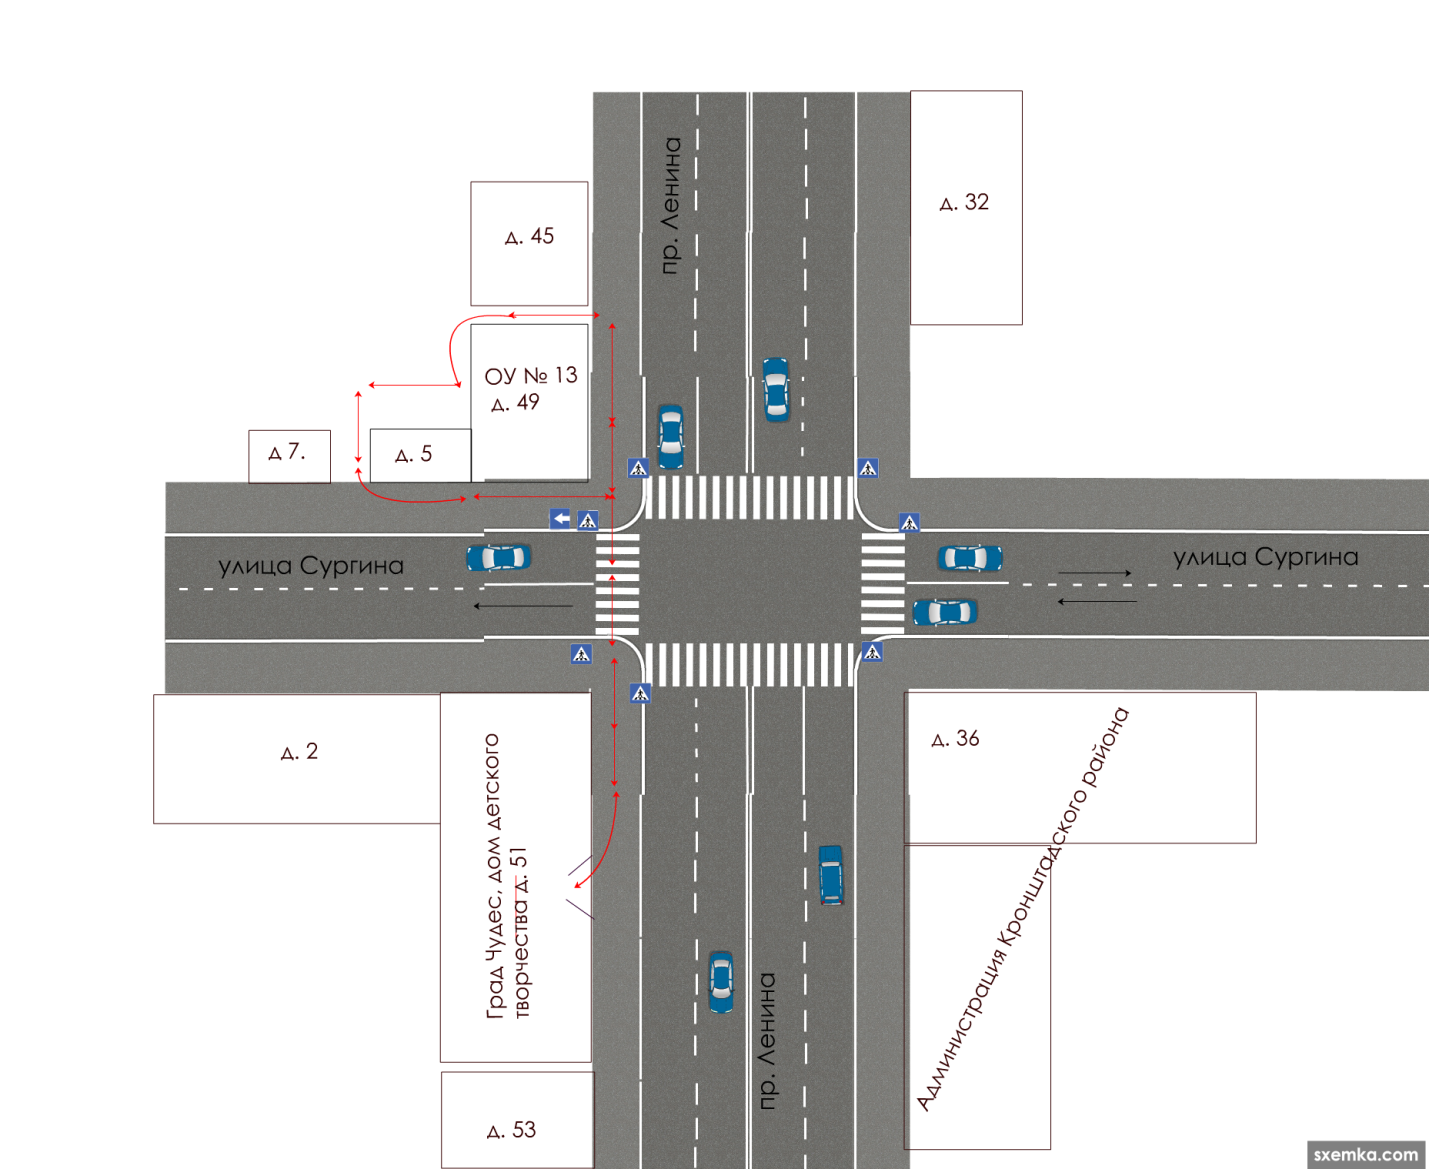 пр. Ленина
д. 32
д. 45
ОУ № 13
д. 49
д 7.
д. 5
улица Сургина
улица Сургина
д. 2
Град Чудес, дом детского
творчества д. 51
д. 36
Администрация Кронштадского района
пр. Ленина
д. 53
sxemka.com